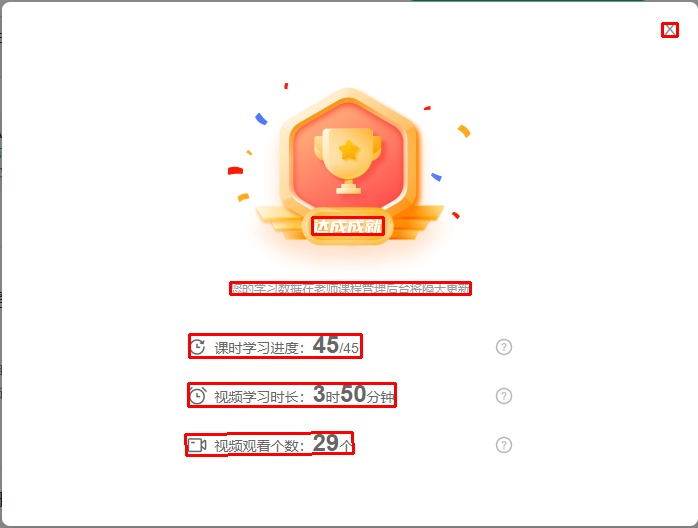 达成成就
您的学习数据在老师课程管理后台将隔天更新
课时学习进度：45/45
视频学习时长：3时50分钟
视频观看个数：29个